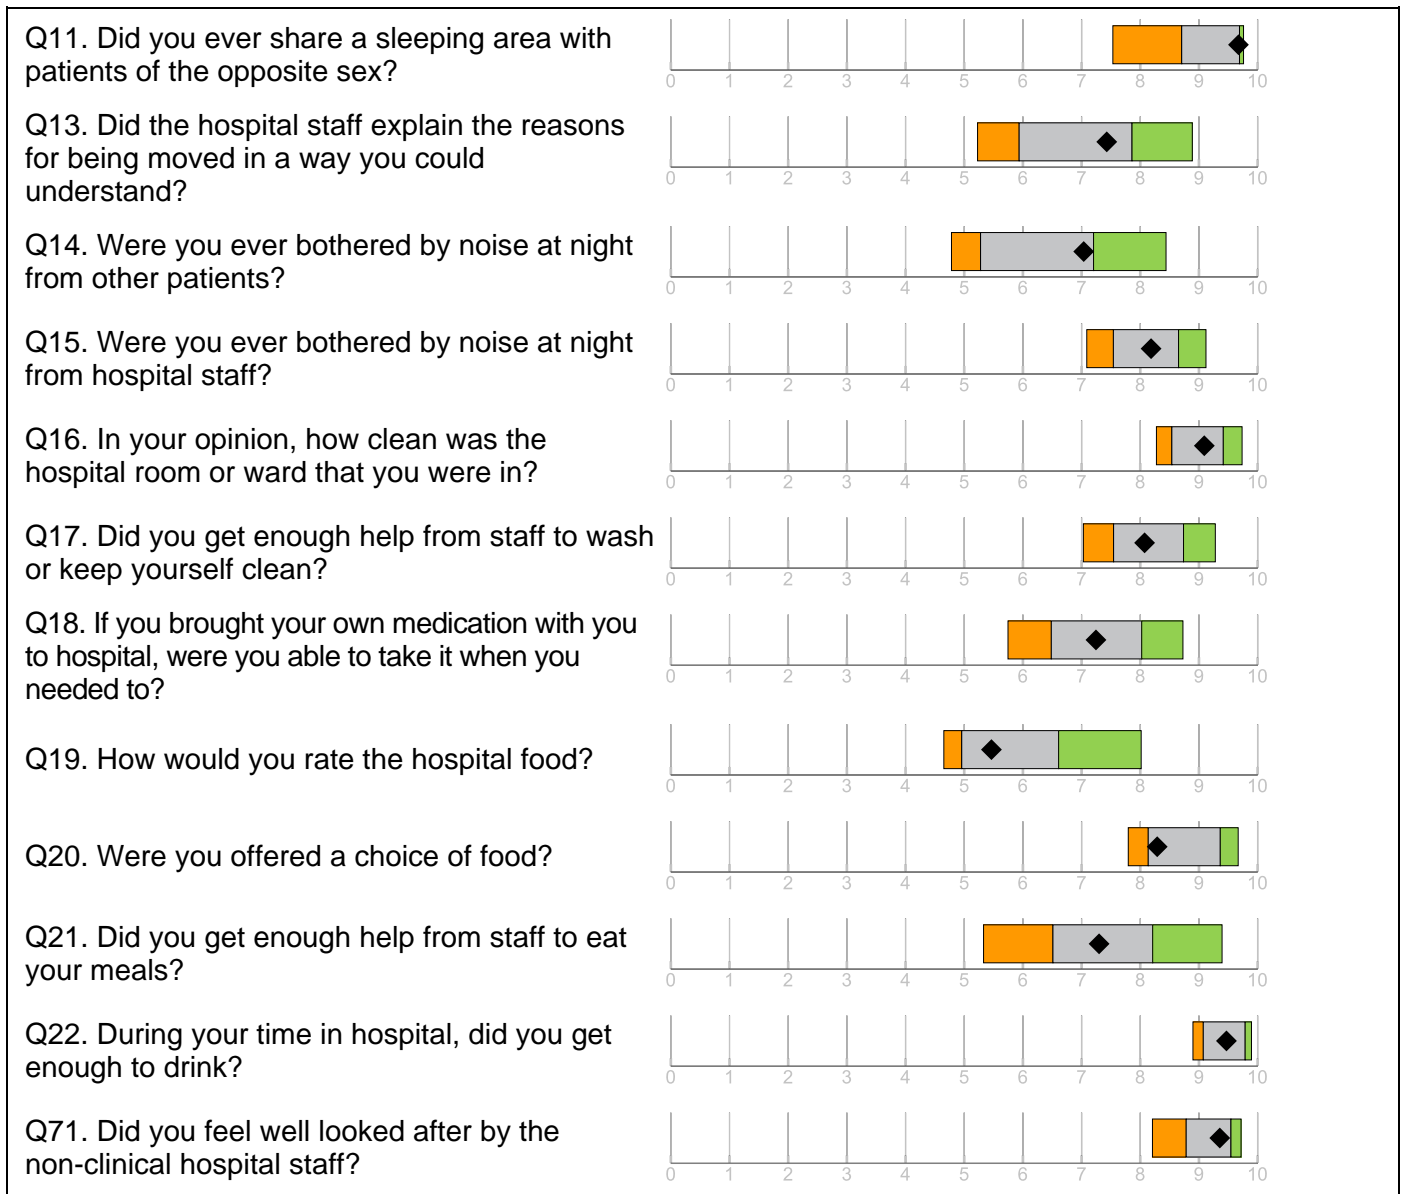 Q11. Did you ever share a sleeping area with
patients of the opposite sex?
0 1 2 3 4 5 6 7 8 9 10
Q13. Did the hospital staff explain the reasons
for being moved in a way you could
understand?
0 1 2 3 4 5 6 7 8 9 10
Q14. Were you ever bothered by noise at night
from other patients?
0 1 2 3 4 5 6 7 8 9 10
Q15. Were you ever bothered by noise at night
from hospital staff?
0 1 2 3 4 5 6 7 8 9 10
Q16. In your opinion, how clean was the
hospital room or ward that you were in?
0 1 2 3 4 5 6 7 8 9 10
Q17. Did you get enough help from staff to wash
or keep yourself clean?
0 1 2 3 4 5 6 7 8 9 10
Q18. If you brought your own medication with you
to hospital, were you able to take it when you
needed to?
0 1 2 3 4 5 6 7 8 9 10
Q19. How would you rate the hospital food?
0 1 2 3 4 5 6 7 8 9 10
Q20. Were you offered a choice of food?
0 1 2 3 4 5 6 7 8 9 10
Q21. Did you get enough help from staff to eat
your meals?
0 1 2 3 4 5 6 7 8 9 10
Q22. During your time in hospital, did you get
enough to drink?
0 1 2 3 4 5 6 7 8 9 10
Q71. Did you feel well looked after by the
non-clinical hospital staff?
0 1 2 3 4 5 6 7 8 9 10